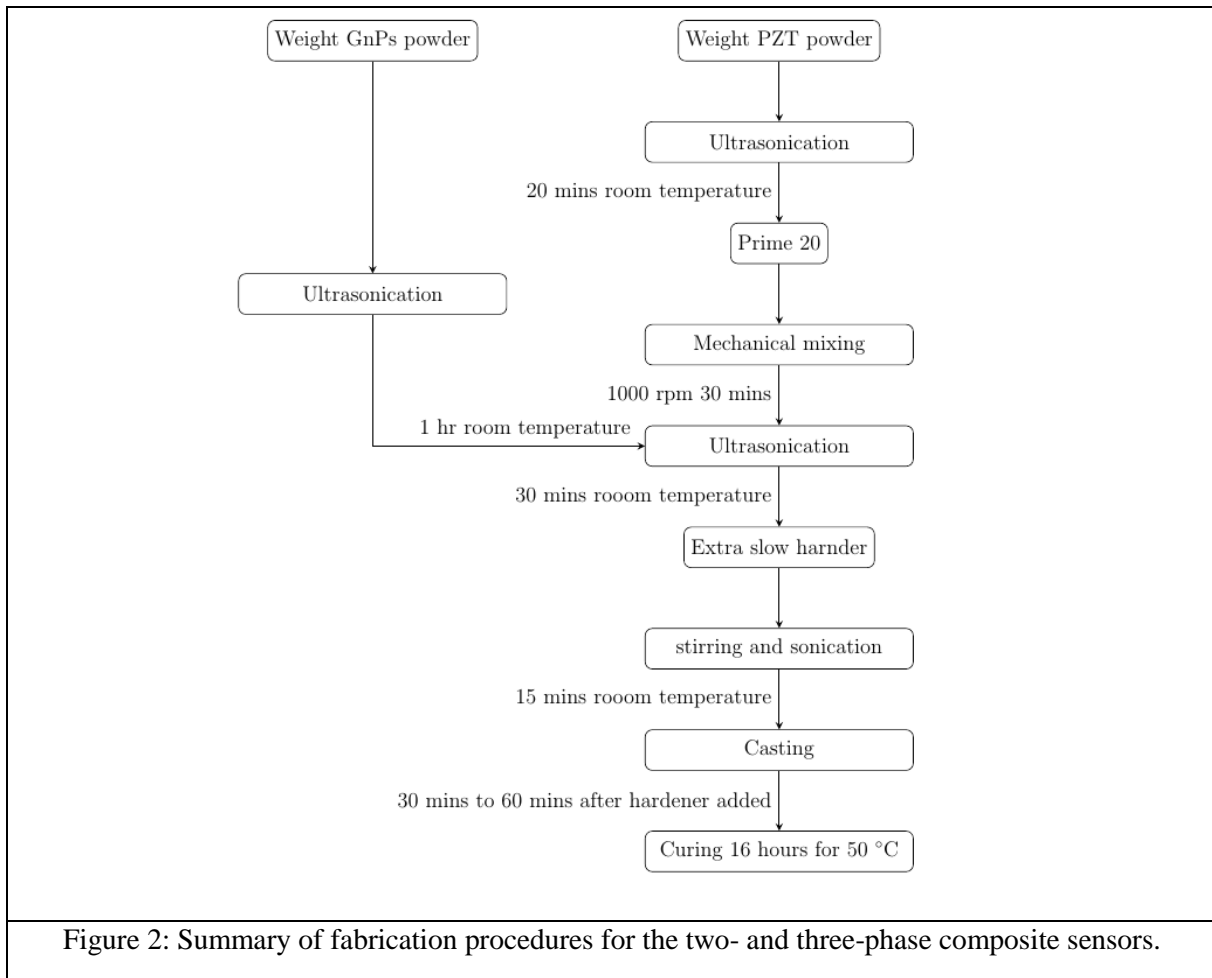 Weight GnPs powder
Weight PZT powder
Ultrasonication
20 mins room temperature
Prime 20
Ultrasonication
Mechanical mixing
1000 rpm 30 mins
1 hr room temperature
Ultrasonication
30 mins rooom temperature
Extra slow harnder
stirring and sonication
15 mins rooom temperature
Casting
30 mins to 60 mins after hardener added
Curing 16 hours for 50 °C
Figure 2: Summary of fabrication procedures for the two- and three-phase composite sensors.